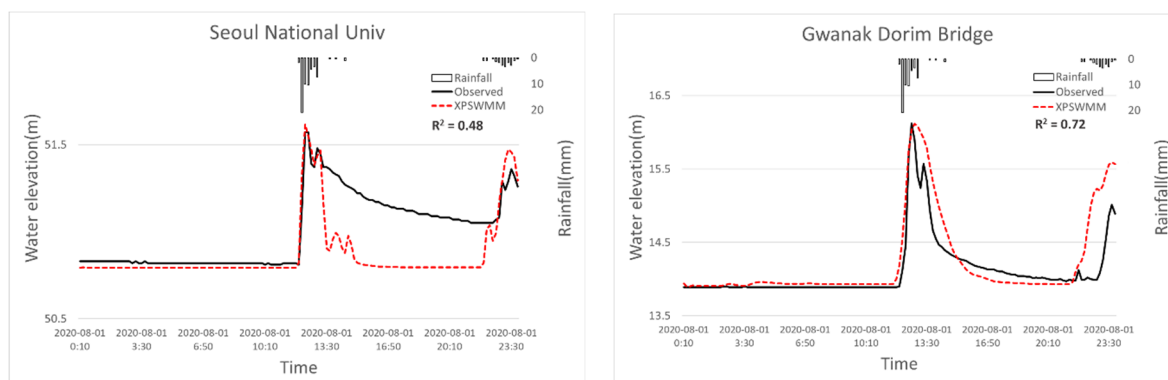 Seoul National Univ
0
10
20
Rainfall
Observed
XPSWMM
R² = 0.48
51.5
50.5
Water elevation(m)
Rainfall(mm)
2020-08-01 2020-08-01 2020-08-01 2020-08-01 2020-08-01 2020-08-01 2020-08-01 2020-08-01
0:10 3:30 6:50 10:10 13:30 16:50 20:10 23:30
Time
Gwanak Dorim Bridge
0
10
20
Rainfall
Observed
XPSWMM
R² = 0.72
16.5
15.5
14.5
13.5
Water elevation(m)
Rainfall(mm)
2020-08-01 2020-08-01 2020-08-01 2020-08-01 2020-08-01 2020-08-01 2020-08-01 2020-08-01
0:10 3:30 6:50 10:10 13:30 16:50 20:10 23:30
Time